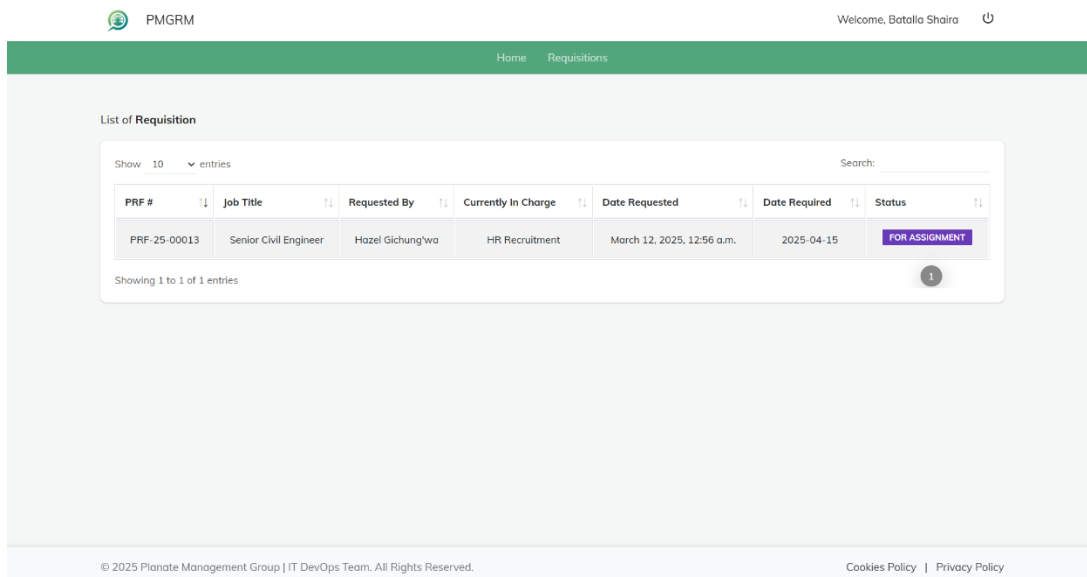 PMGRM Welcome, Batalla Shaira
Home Requisitions
List of Requisition
Show 10 entries Search:
PRF # Job Title Requested By Currently In Charge Date Requested Date Required Status
PRF-25-00013 Senior Civil Engineer Hazel Gichung'wa HR Recruitment March 12, 2025, 12:56 a.m. 2025-04-15 FOR ASSIGNMENT
Showing 1 to 1 of 1 entries 1
© 2025 Planate Management Group | IT DevOps Team. All Rights Reserved. Cookies Policy | Privacy Policy